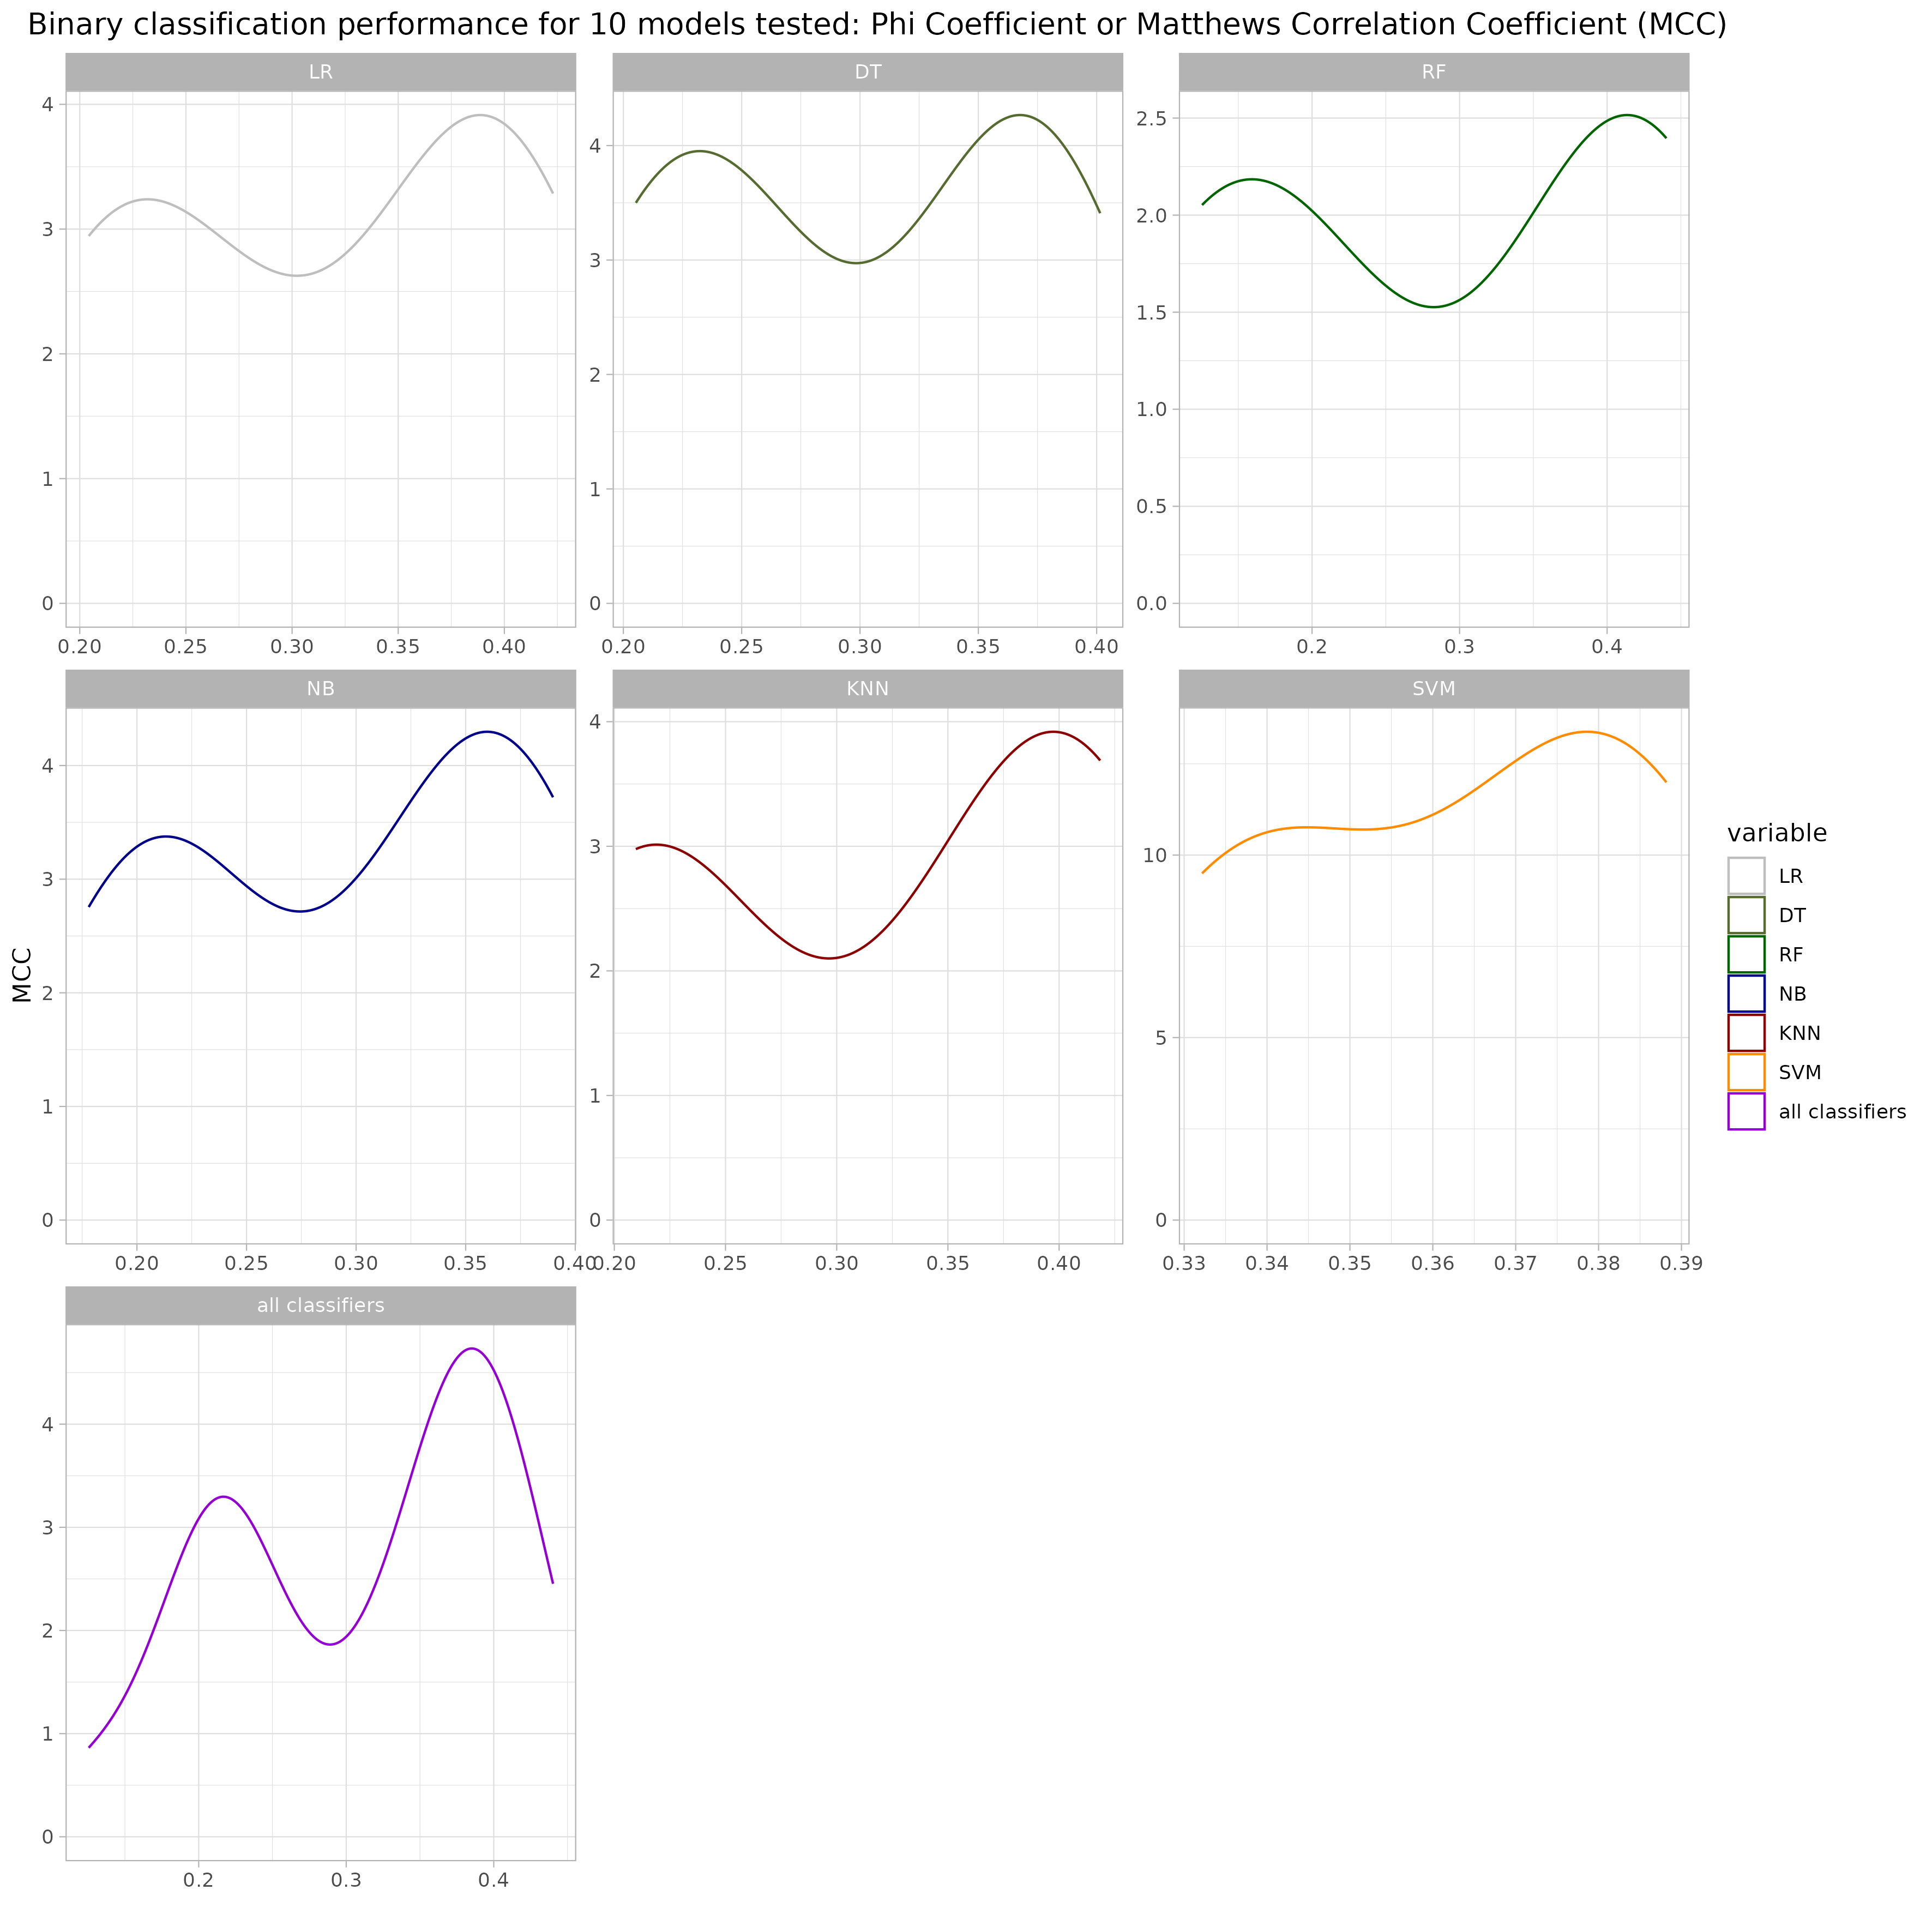 Binary classification performance for 10 models tested: Phi Coefficient or Matthews Correlation Coefficient (MCC)
LR
4
3
2
1
0
0.20 0.25 0.30 0.35 0.40
DT
4
3
2
1
0
0.20 0.25 0.30 0.35 0.40
RF
2.5
2.0
1.5
1.0
0.5
0.0
0.2 0.3 0.4
MCC
NB
4
3
2
1
0
0.20 0.25 0.30 0.35 0.40
KNN
4
3
2
1
0
0.20 0.25 0.30 0.35 0.40
SVM
10
5
0
0.33 0.34 0.35 0.36 0.37 0.38 0.39
all classifiers
4
3
2
1
0
0.2 0.3 0.4
variable
LR
DT
RF
NB
KNN
SVM
all classifiers